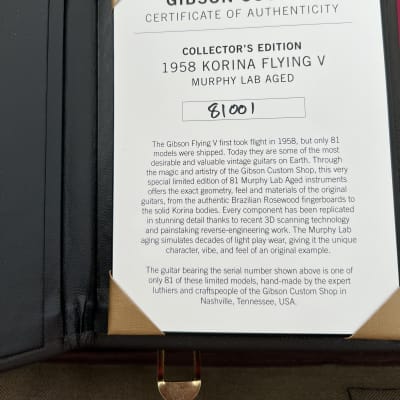 GIBSON CUSTOM
CERTIFICATE OF AUTHENTICITY
COLLECTOR'S EDITION
1958 KORINA FLYING V
MURPHY LAB AGED
81001
The Gibson Flying V first took flight in 1958, but only 81
models were shipped. Today they are some of the most
desirable and valuable vintage guitars on Earth. Through
the magic and artistry of the Gibson Custom Shop, this very
special limited edition of 81 Murphy Lab Aged instruments
offers the exact geometry, feel and materials of the original
guitars, from the authentic Brazilian Rosewood fingerboards to
the solid Korina bodies. Every component has been replicated
in stunning detail thanks to recent 3D scanning technology
and painstaking reverse-engineering work. The Murphy Lab
aging simulates decades of light play wear, giving it the unique
character, vibe, and feel of an original example.
The guitar bearing the serial number shown above is one of
only 81 of these limited models, hand-made by the expert
luthiers and craftspeople of the Gibson Custom Shop in
Nashville, Tennessee, USA.